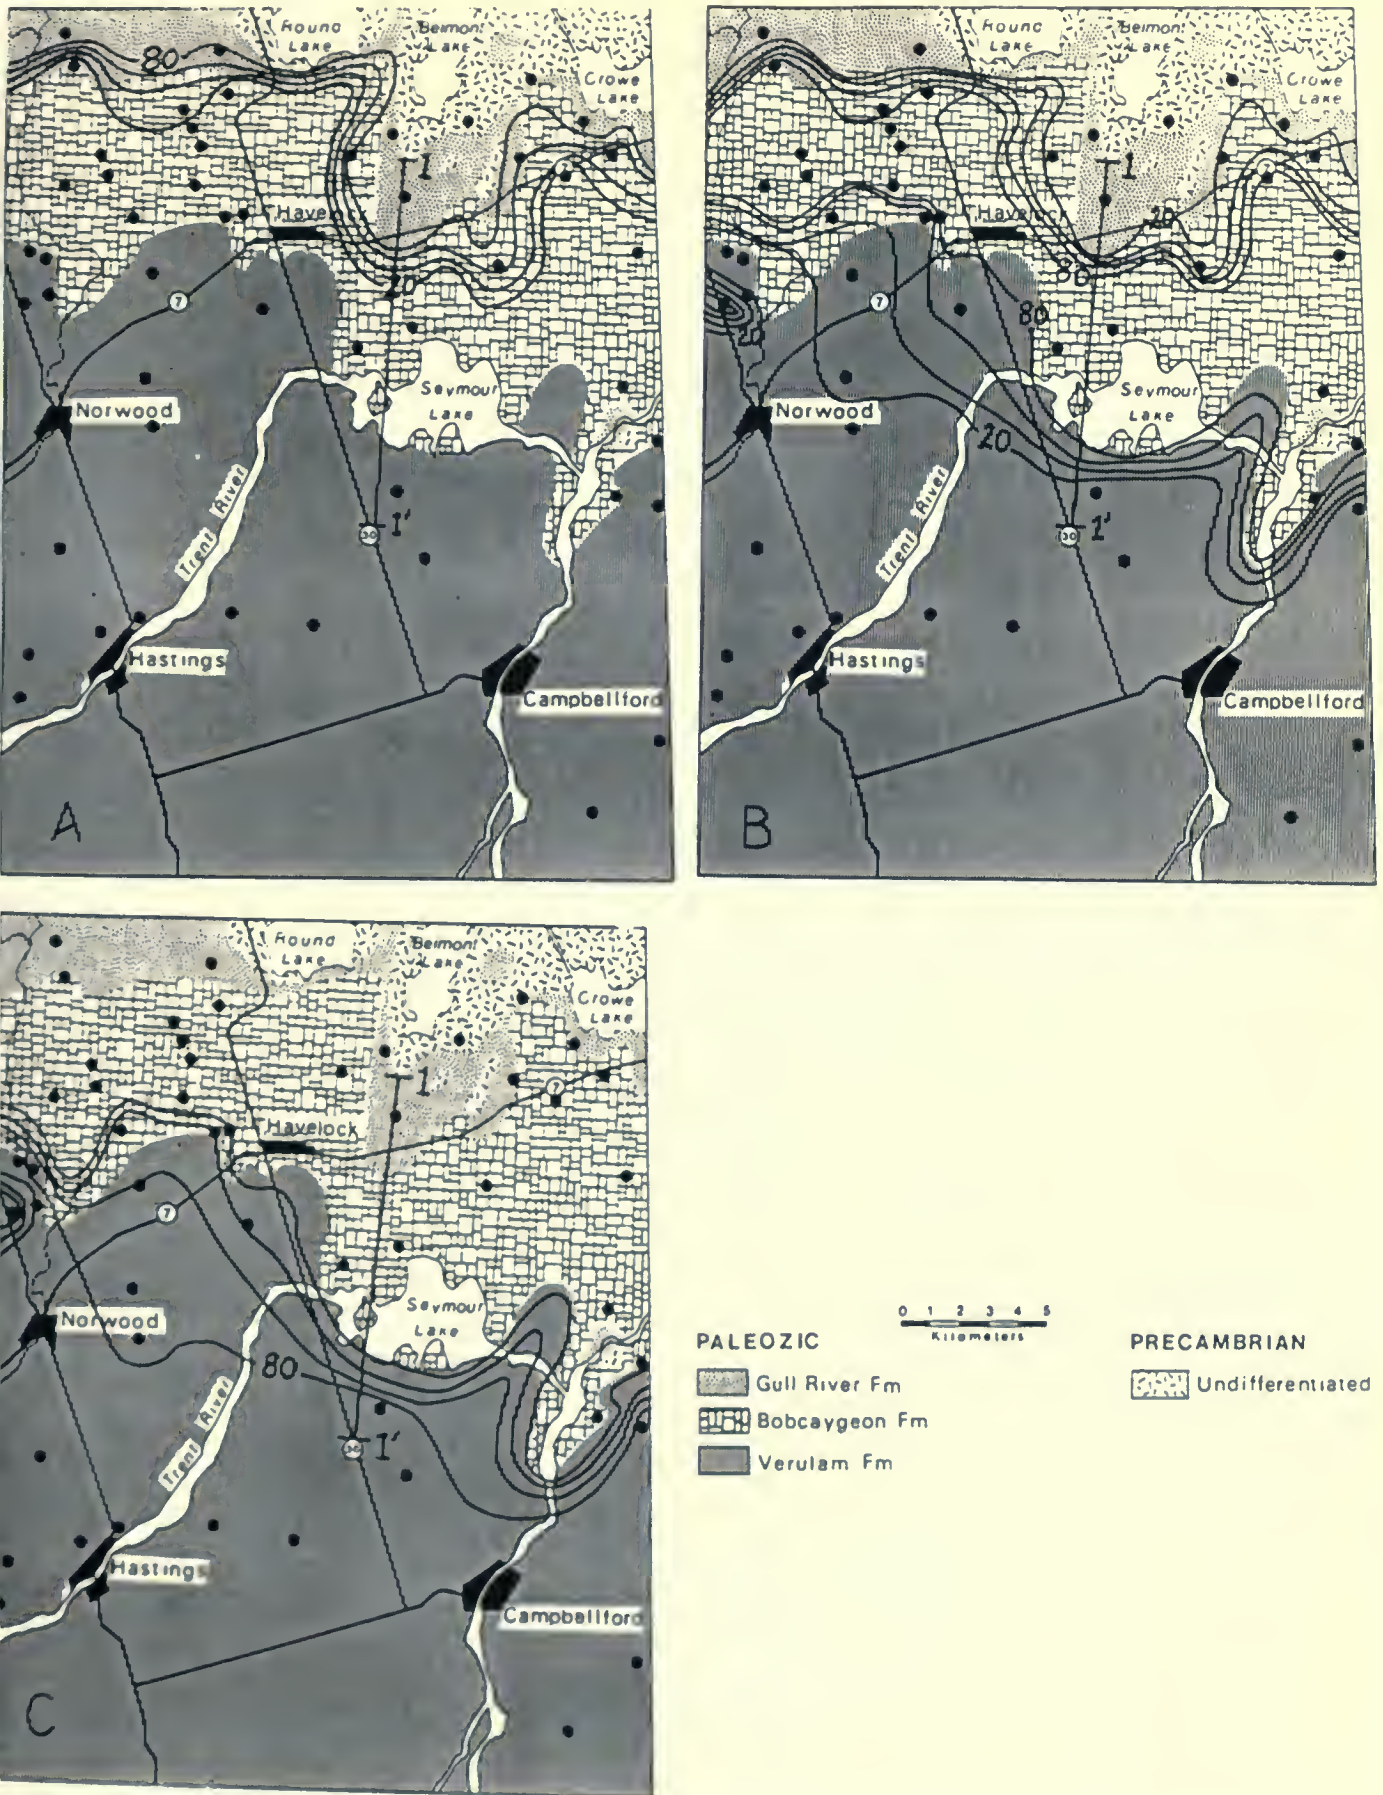 Round
Lake
Belmont
Lake
Crowe
Lake
80
1
7
Havelock
20
7
Norwood
Seymour
Lake
Trent River
30
1'
Hastings
Campbellford
A
Round
Lake
Belmont
Lake
Crowe
Lake
7
1
Havelock
20
80
7
80
20
Norwood
Seymour
Lake
20
Trent River
30
1'
Hastings
Campbellford
B
Round
Lake
Belmont
Lake
Crowe
Lake
1
7
Havelock
7
Norwood
Seymour
Lake
80
Trent River
30
1'
Hastings
Campbellford
C
0 1 2 3 4 5
Kilometers
PALEOZIC
Gull River Fm
Bobcaygeon Fm
Verulam Fm
PRECAMBRIAN
Undifferentiated